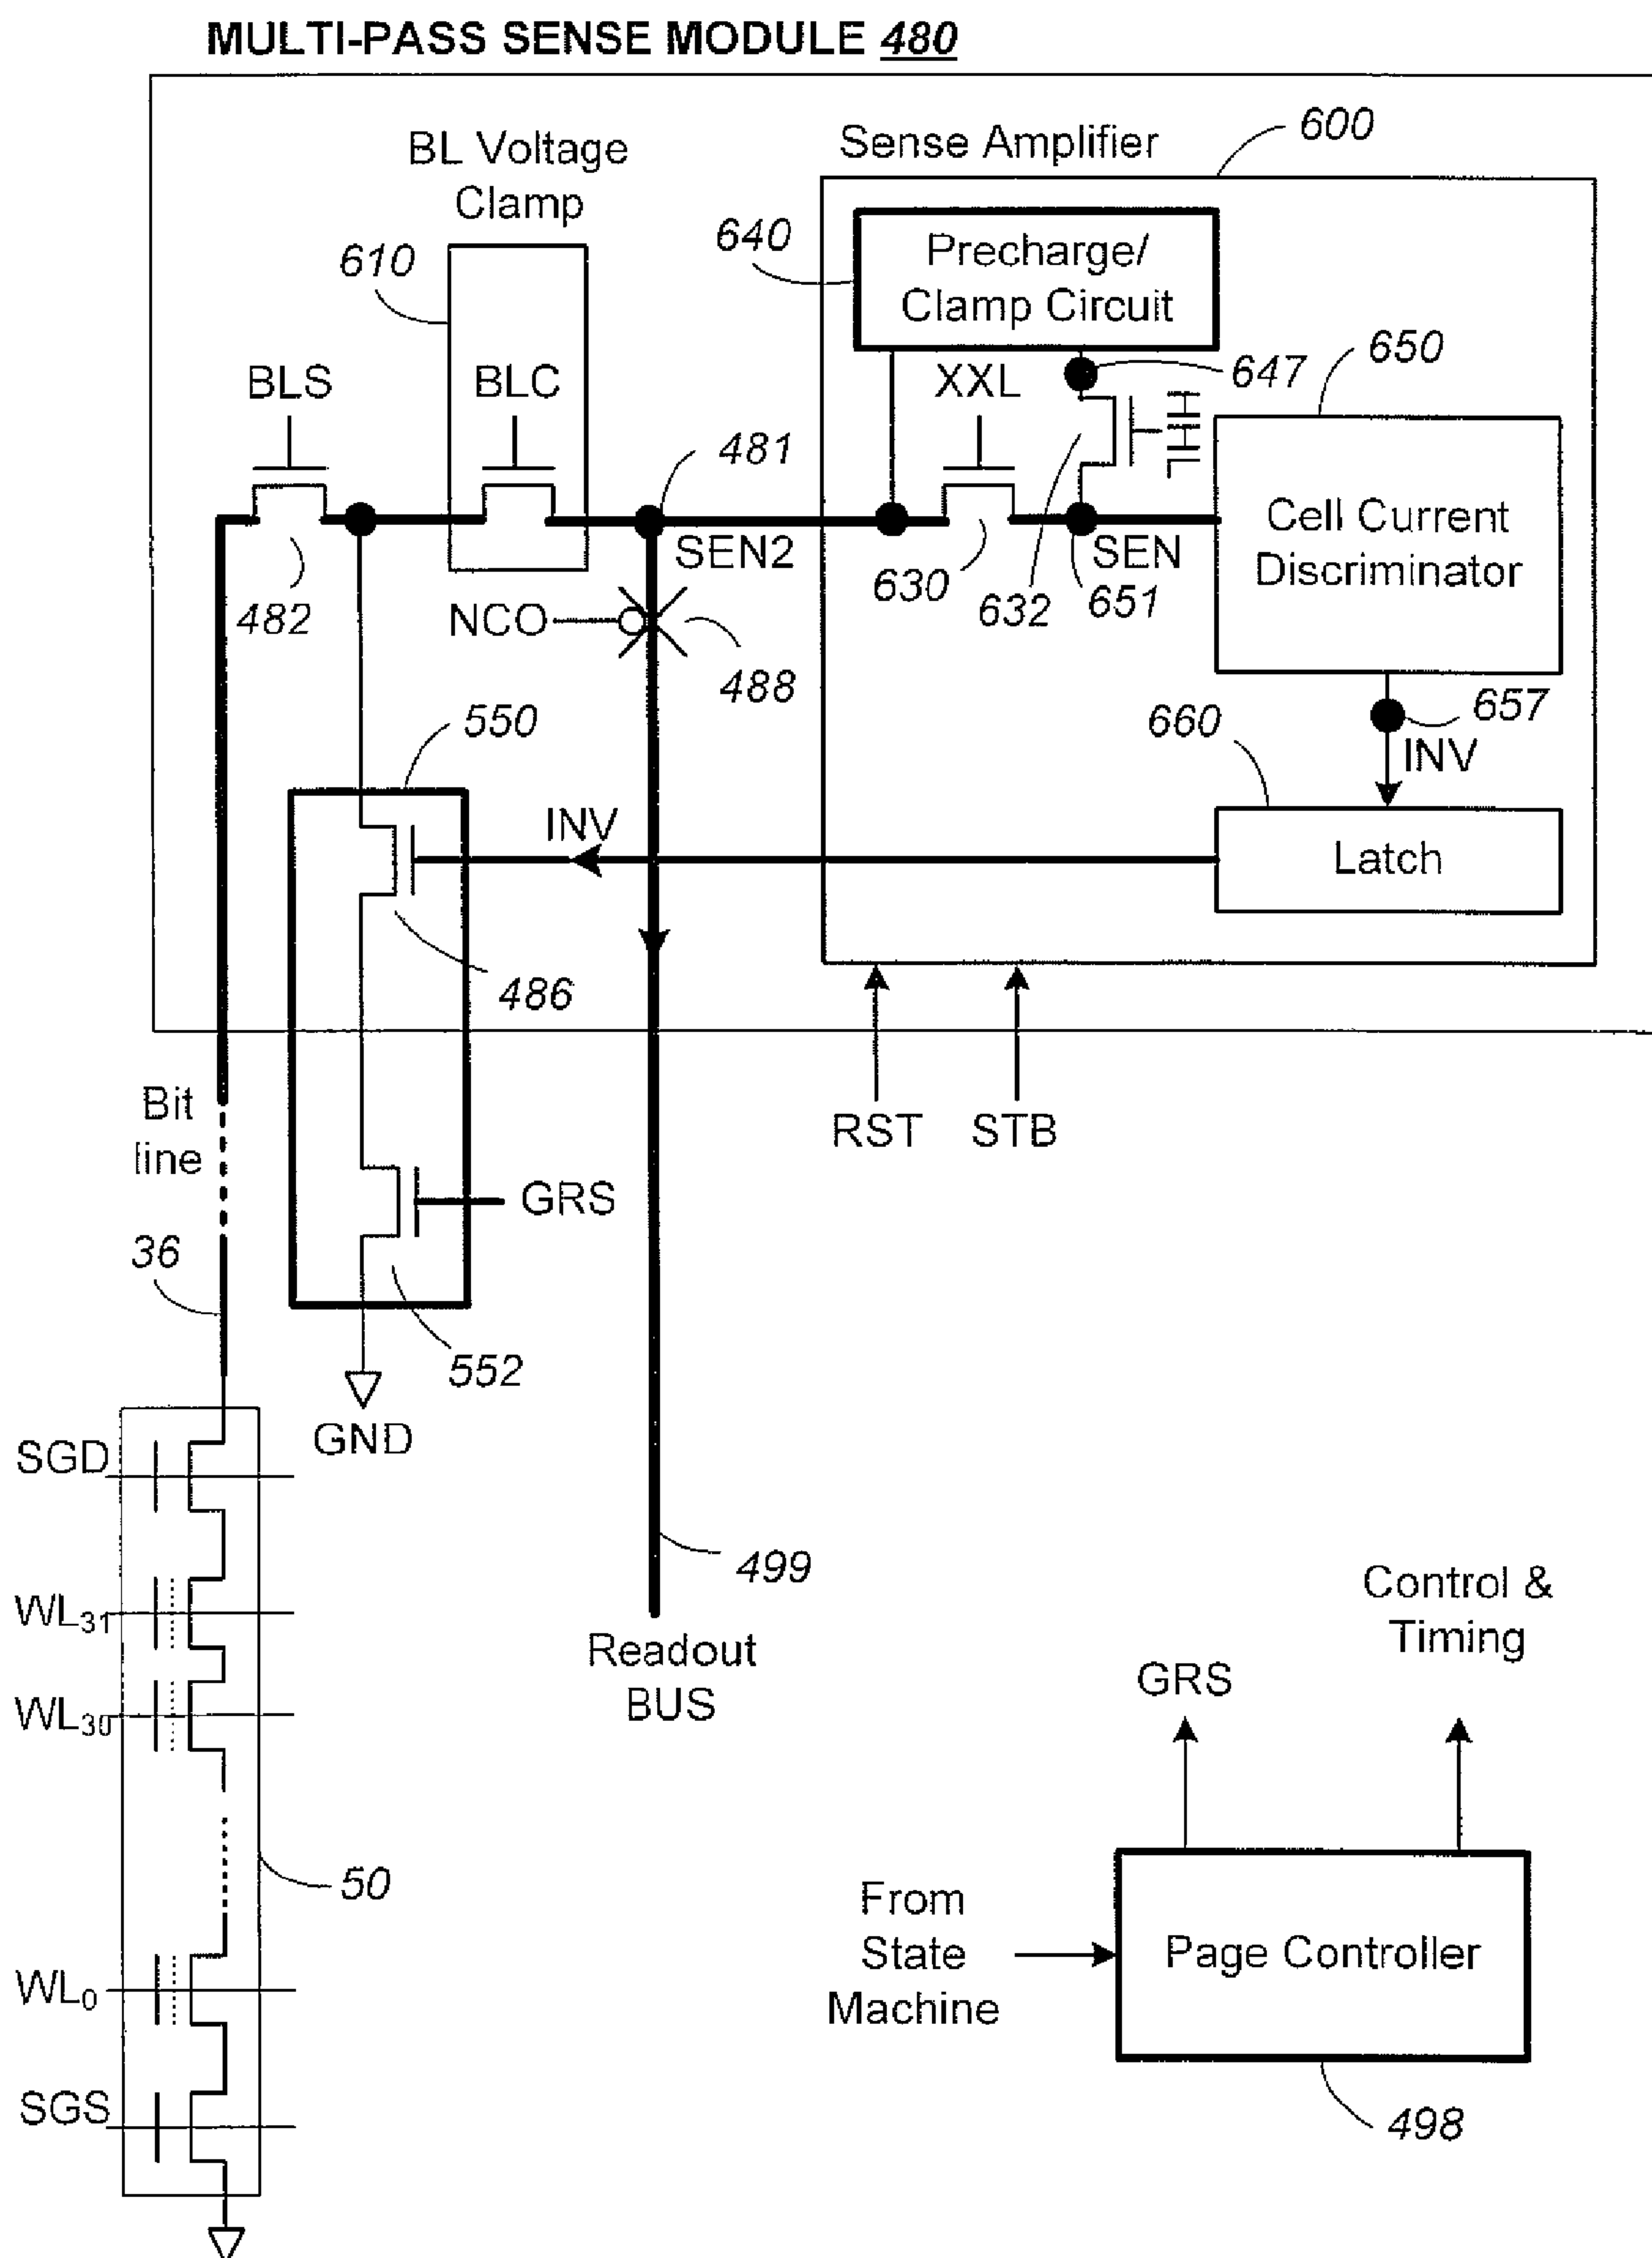 MULTI-PASS SENSE MODULE 480
Sense Amplifier
600
BL Voltage
Clamp
610
640
Precharge/
Clamp Circuit
647
650
BLS
BLC
XXL
HHL
481
482
SEN2
630
632
651
SEN
Cell Current
Discriminator
NCO
488
657
INV
660
550
INV
Latch
486
RST
STB
Bit
line
GRS
36
552
GND
SGD
499
WL31
Readout
BUS
WL30
Control &
Timing
GRS
50
From
State
Machine
Page Controller
WL0
SGS
498